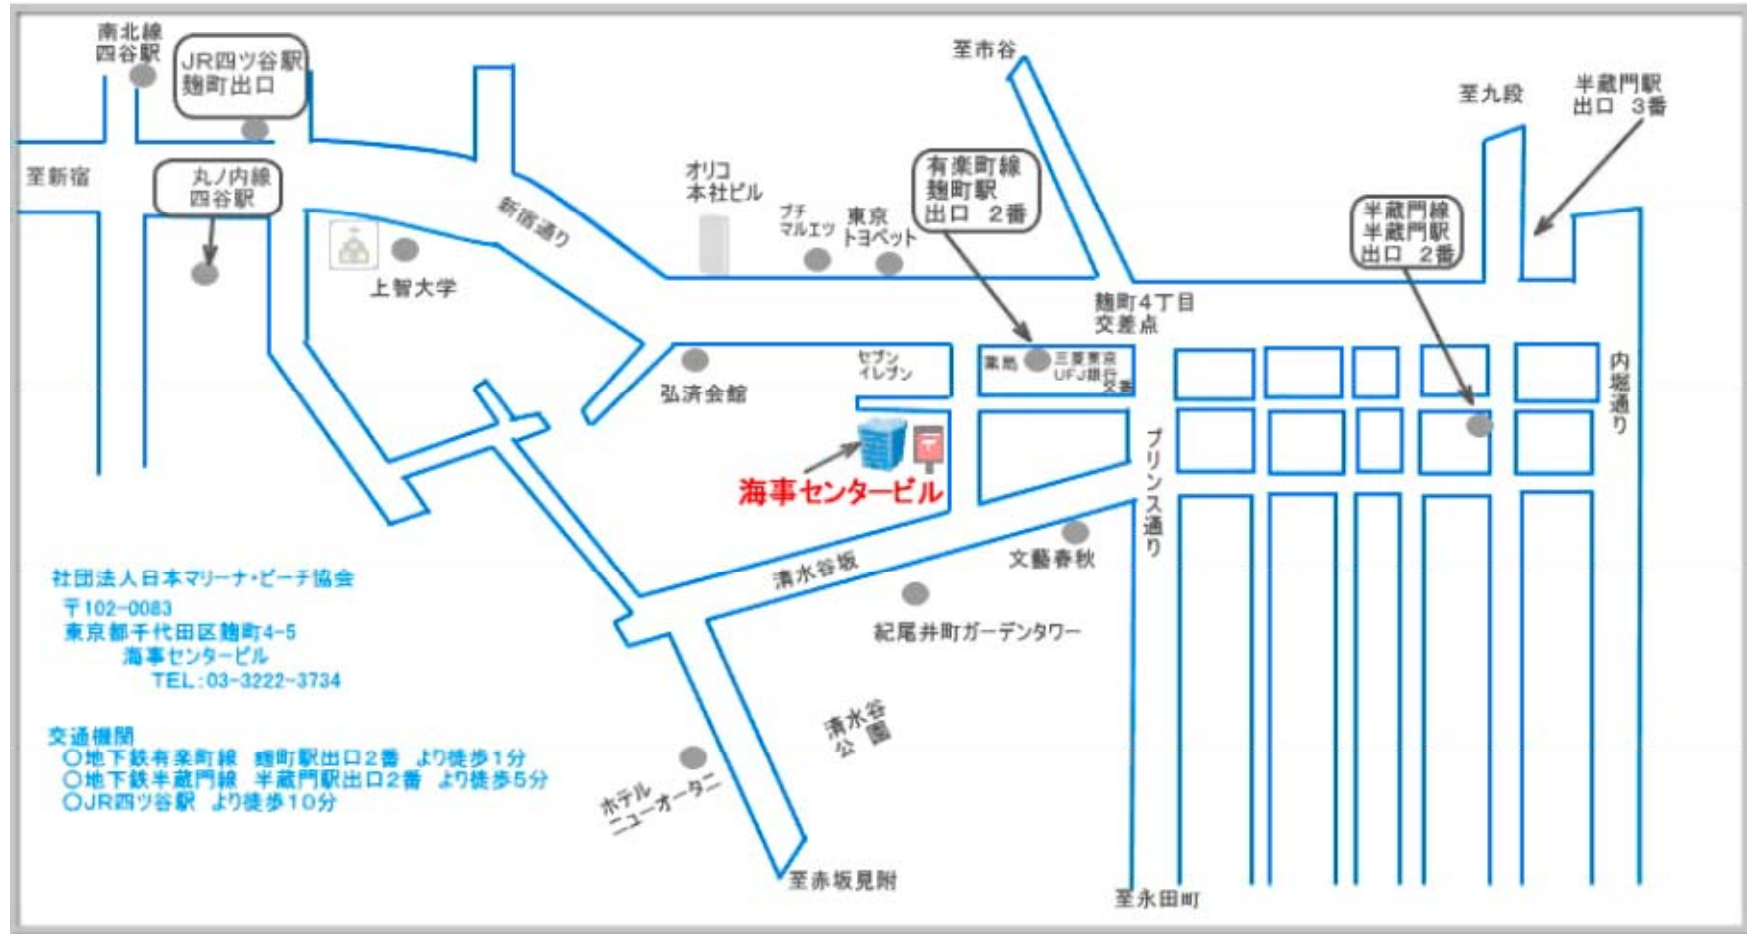 南北線
四谷駅
JR四ツ谷駅
麹町出口
至新宿
丸ノ内線
四谷駅
上智大学
新宿通り
オリコ
本社ビル
プチ
マルエツ
東京
トヨペット
至市谷
有楽町線
麹町駅
出口 2番
至九段
半蔵門駅
出口 3番
半蔵門線
半蔵門駅
出口 2番
麹町4丁目
交差点
弘済会館
セブン
イレブン
薬局
三菱東京
UFJ銀行
交番
内堀通り
プリンス通り
海事センタービル
清水谷坂
文藝春秋
紀尾井町ガーデンタワー
清水谷
公園
ホテル
ニューオータニ
至赤坂見附
至永田町
社団法人日本マリーナ・ビーチ協会
〒102-0083
東京都千代田区麹町4-5
海事センタービル
TEL:03-3222-3734
交通機関
○地下鉄有楽町線 麹町駅出口2番 より徒歩1分
○地下鉄半蔵門線 半蔵門駅出口2番 より徒歩5分
○JR四ツ谷駅 より徒歩10分